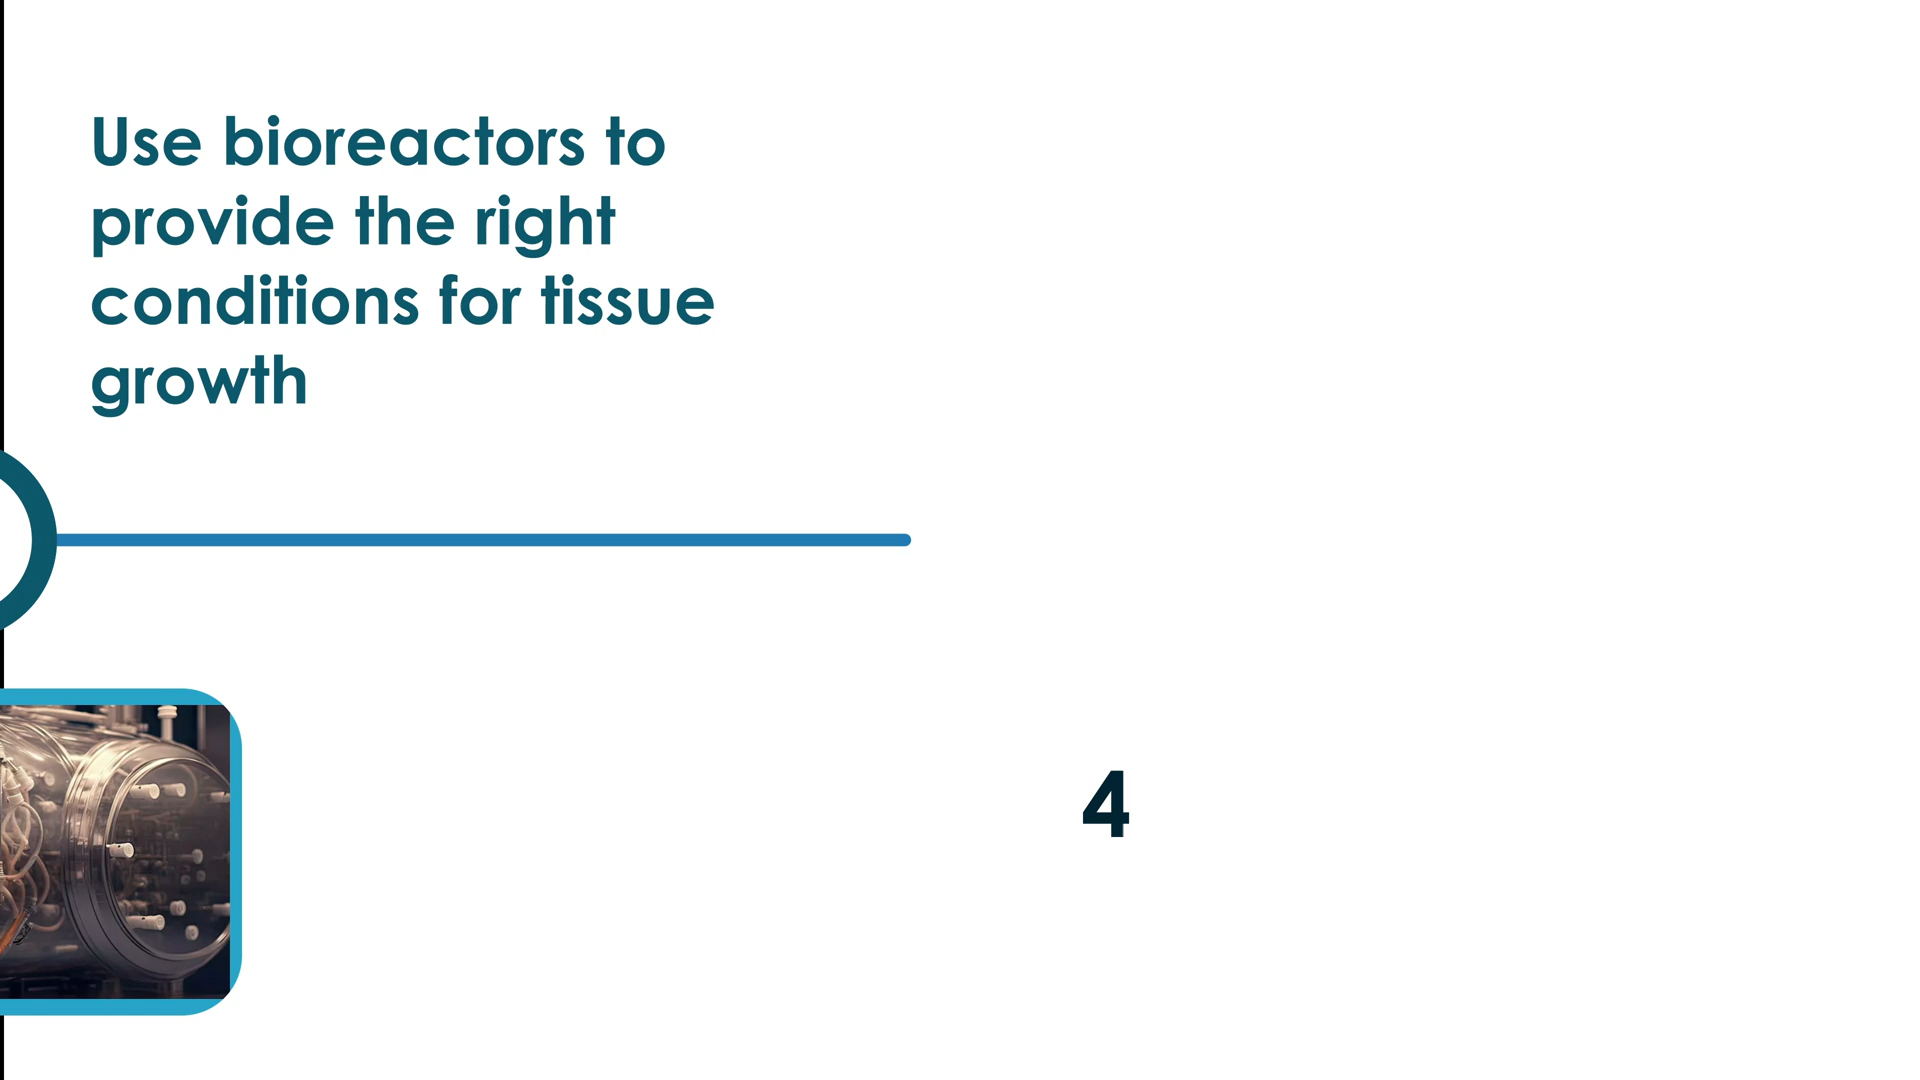 Use bioreactors to
provide the right
conditions for tissue
growth
4